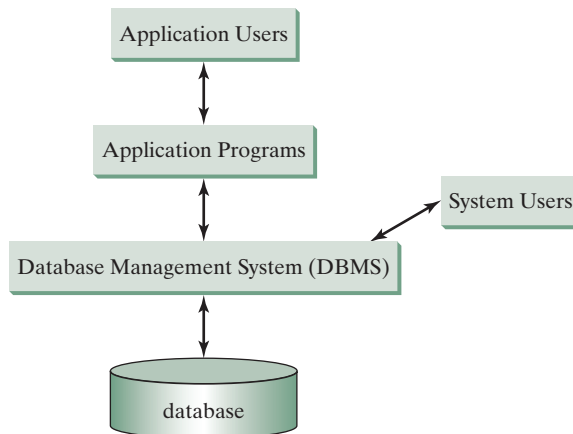 Application Users
Application Programs
System Users
Database Management System (DBMS)
database